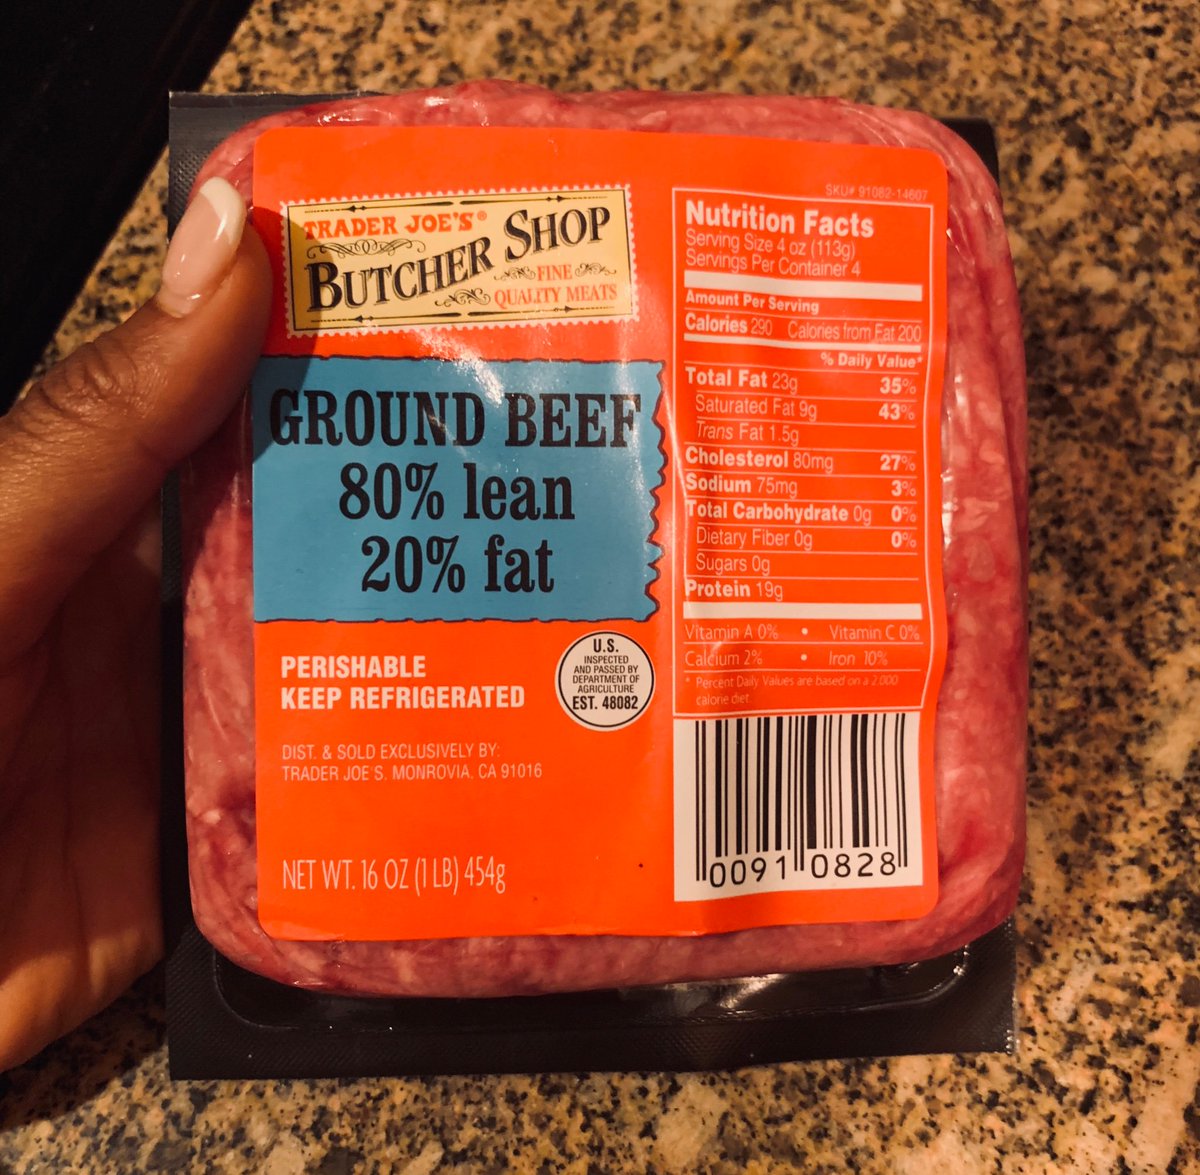 TRADER JOE'S®
BUTCHER SHOP
FINE
QUALITY MEATS
GROUND BEEF
80% lean
20% fat
PERISHABLE
KEEP REFRIGERATED
U.S.
INSPECTED
AND PASSED BY
DEPARTMENT OF
AGRICULTURE
EST. 48082
DIST. & SOLD EXCLUSIVELY BY:
TRADER JOE'S, MONROVIA, CA 91016
NET WT. 16 OZ (1 LB) 454g
SKU# 91082-14607
Nutrition Facts
Serving Size 4 oz (113g)
Servings Per Container 4
Amount Per Serving
Calories 290 Calories from Fat 200
% Daily Value*
Total Fat 23g 35%
Saturated Fat 9g 43%
Trans Fat 1.5g
Cholesterol 80mg 27%
Sodium 75mg 3%
Total Carbohydrate 0g 0%
Dietary Fiber 0g 0%
Sugars 0g
Protein 19g
Vitamin A 0% • Vitamin C 0%
Calcium 2% • Iron 10%
* Percent Daily Values are based on a 2,000
calorie diet.
0091 0828